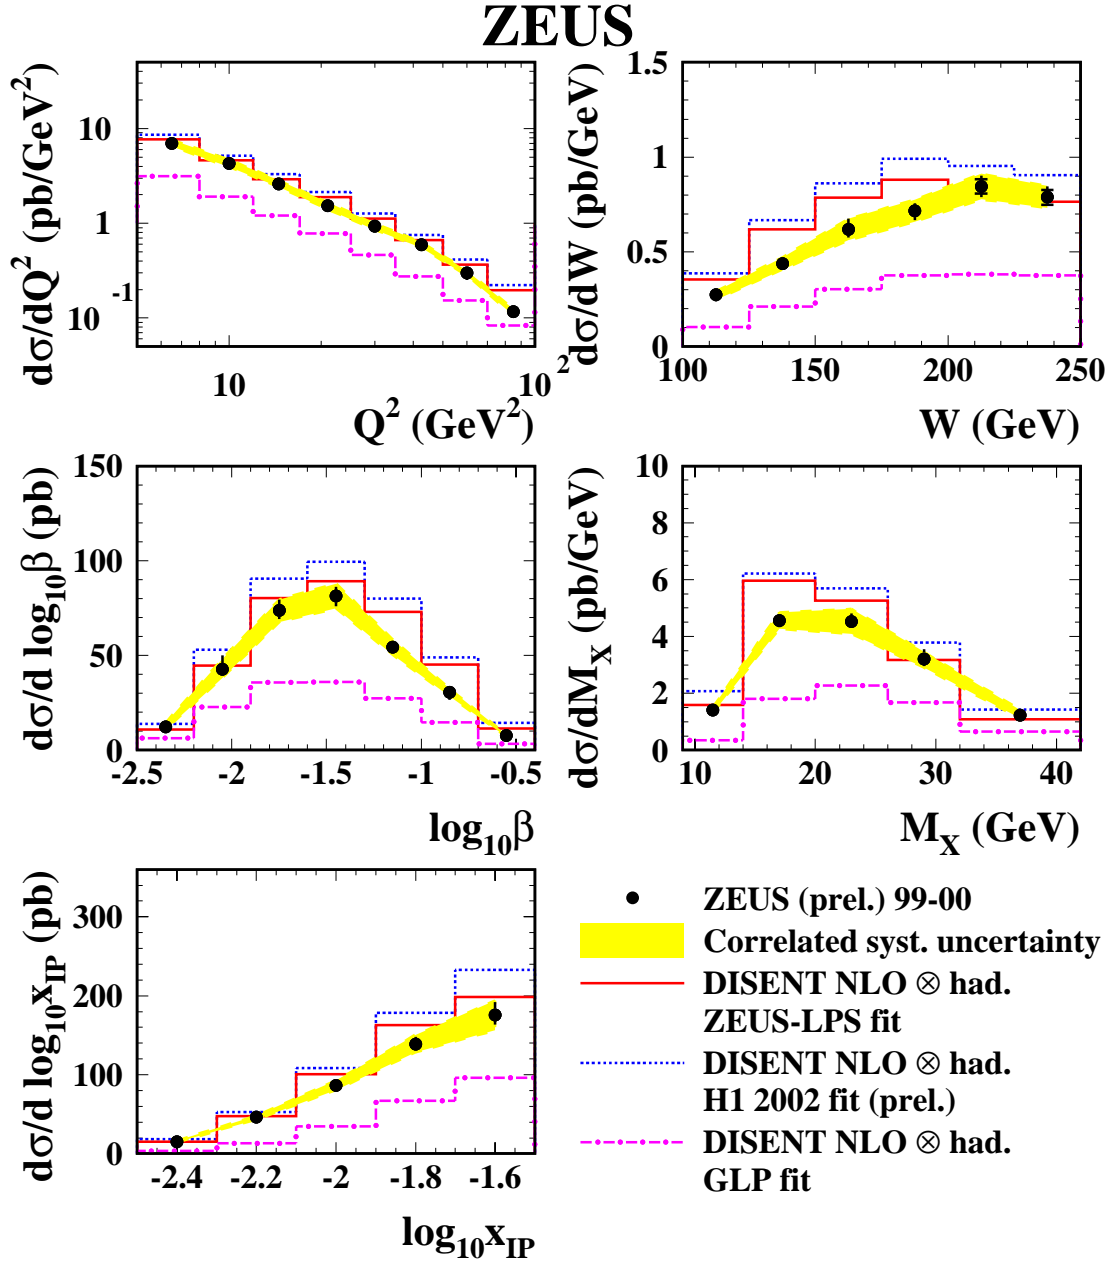 ZEUS
dσ/dQ² (pb/GeV²)
10
1
10⁻¹
10
10²
Q² (GeV²)
dσ/dW (pb/GeV)
1.5
1
0.5
0
100 150 200 250
W (GeV)
dσ/d log₁₀β (pb)
150
100
50
0
-2.5 -2 -1.5 -1 -0.5
log₁₀β
dσ/dM_X (pb/GeV)
10
8
6
4
2
0
10 20 30 40
M_X (GeV)
dσ/d log₁₀x_IP (pb)
300
200
100
0
-2.4 -2.2 -2 -1.8 -1.6
log₁₀x_IP
ZEUS (prel.) 99-00
Correlated syst. uncertainty
DISENT NLO ⊗ had.
ZEUS-LPS fit
DISENT NLO ⊗ had.
H1 2002 fit (prel.)
DISENT NLO ⊗ had.
GLP fit